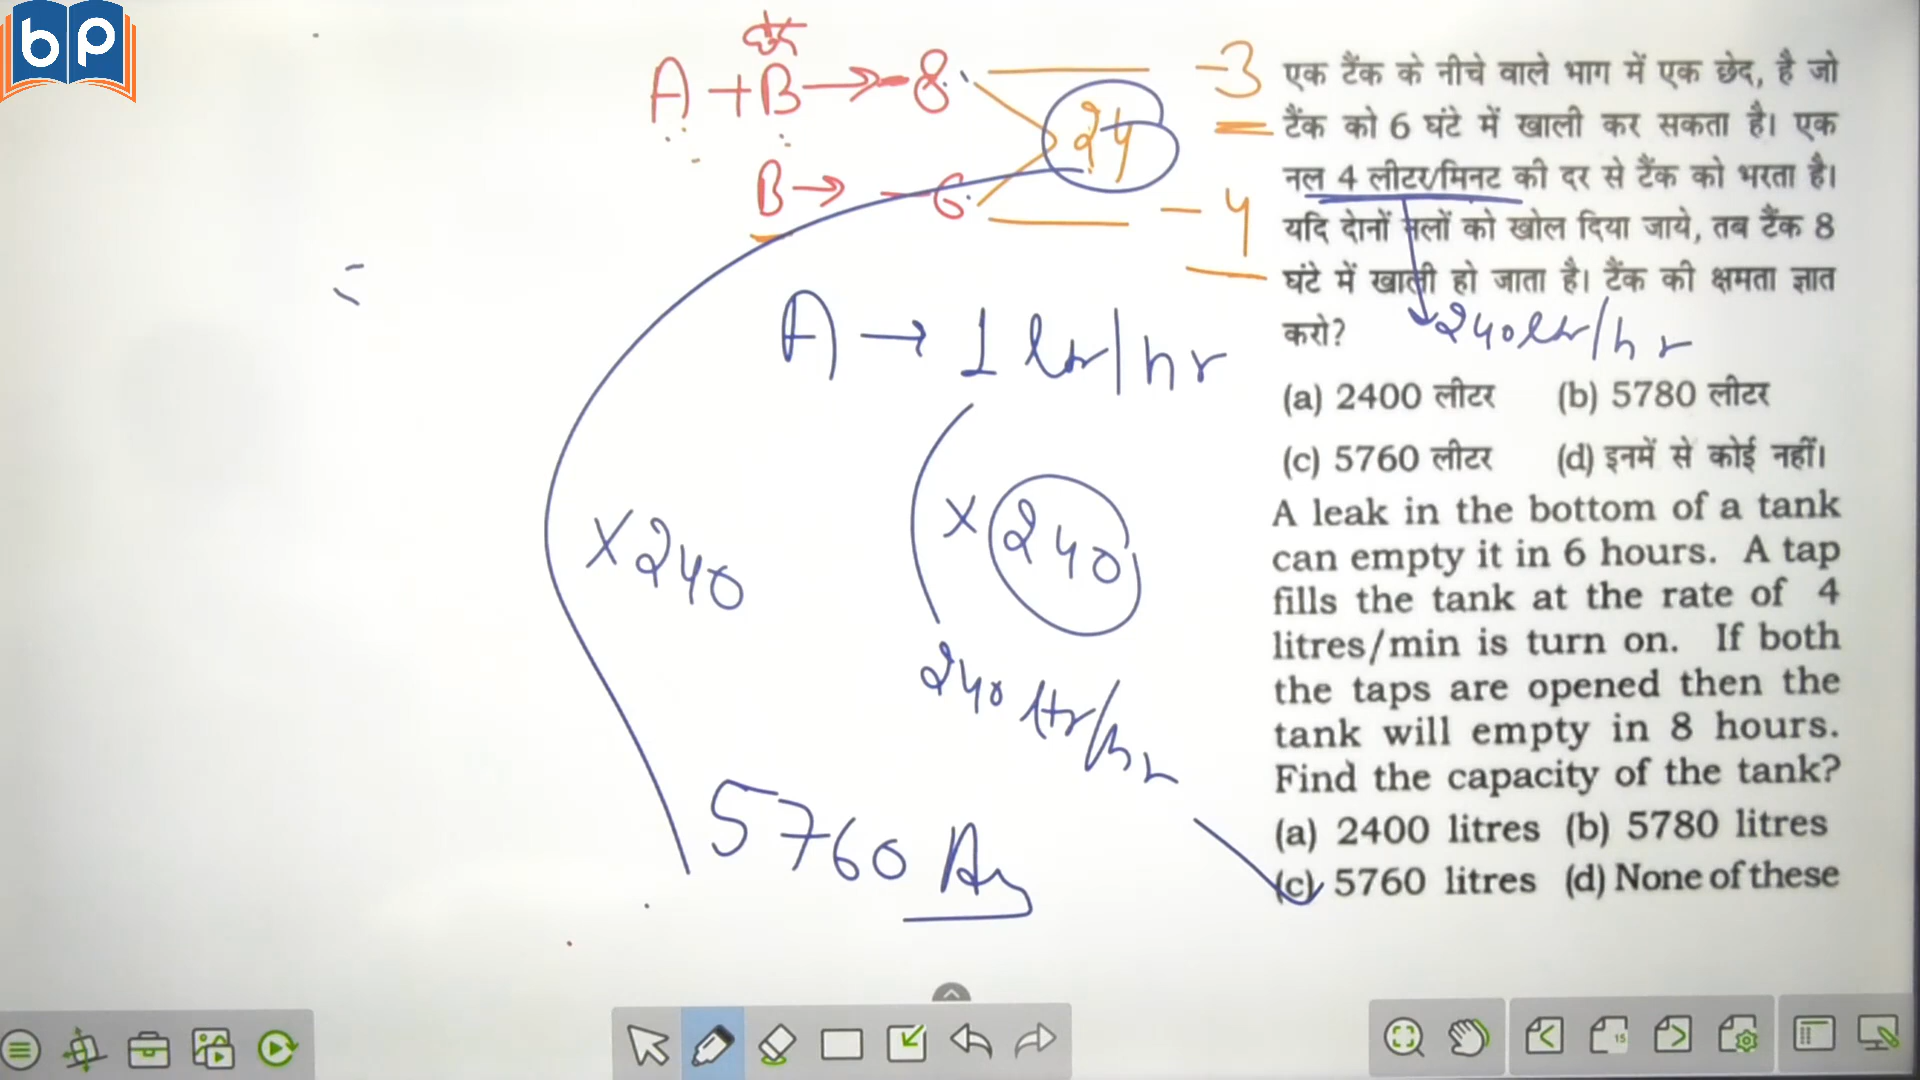 bp
छेद
A + B → - 8
- 3
24
B → - 6
- 4
A → 1 ltr/hr
× 240
× 240
240 ltr/hr
5760 Ans
एक टैंक के नीचे वाले भाग में एक छेद, है जो
टैंक को 6 घंटे में खाली कर सकता है। एक
नल 4 लीटर/मिनट की दर से टैंक को भरता है।
यदि दोनों नलों को खोल दिया जाये, तब टैंक 8
घंटे में खाली हो जाता है। टैंक की क्षमता ज्ञात
करो?
240 ltr/hr
(a) 2400 लीटर (b) 5780 लीटर
(c) 5760 लीटर (d) इनमें से कोई नहीं।
A leak in the bottom of a tank
can empty it in 6 hours. A tap
fills the tank at the rate of 4
litres/min is turn on. If both
the taps are opened then the
tank will empty in 8 hours.
Find the capacity of the tank?
(a) 2400 litres (b) 5780 litres
(c) 5760 litres (d) None of these
15